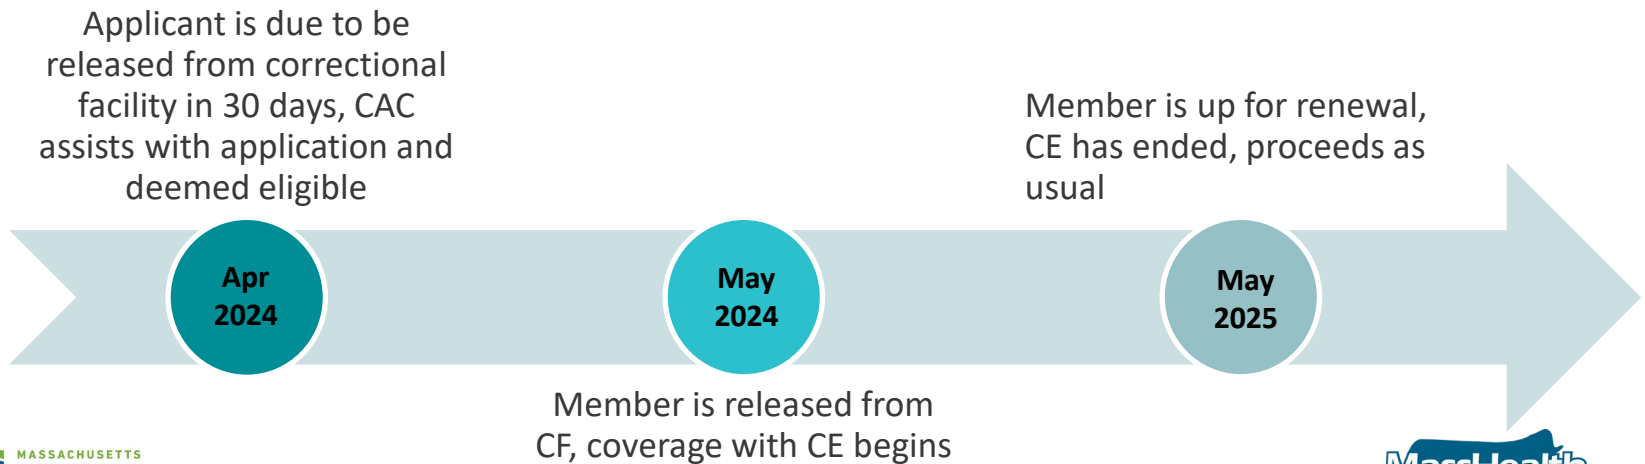 Applicant is due to be
released from correctional
facility in 30 days, CAC
assists with application and
deemed eligible
Member is up for renewal,
CE has ended, proceeds as
usual
Apr
2024
May
2024
May
2025
Member is released from
CF, coverage with CE begins
MASSACHUSETTS
MassHealth